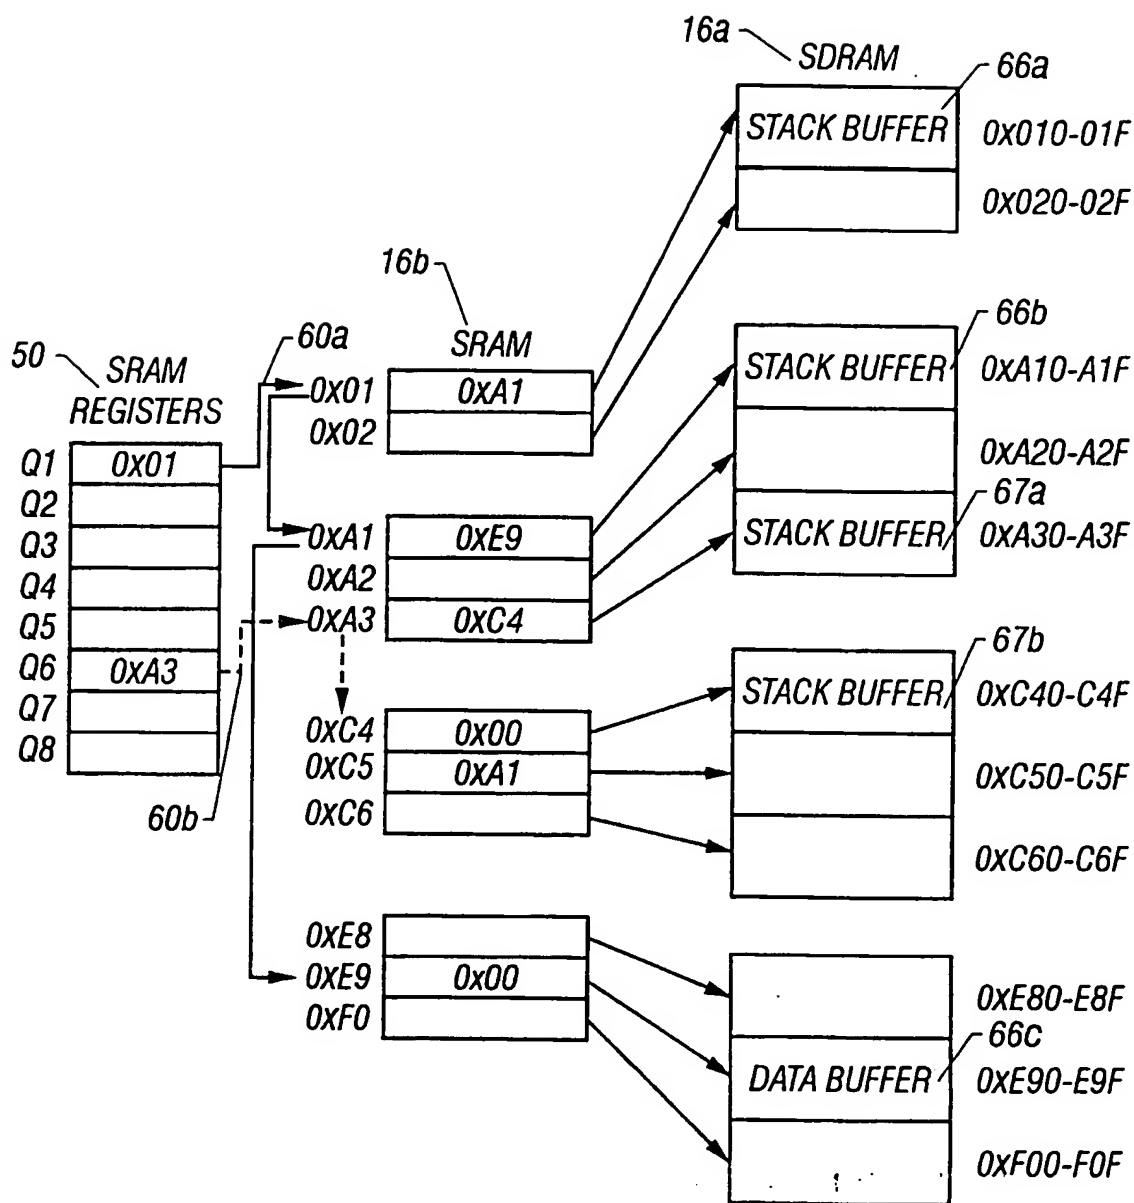 16a
SDRAM
66a
STACK BUFFER
0X010-01F
0X020-02F
16b
SRAM
60a
50
SRAM
REGISTERS
0X01
0XA1
0X02
66b
STACK BUFFER
0XA10-A1F
0XA20-A2F
67a
STACK BUFFER
0XA30-A3F
Q1
0X01
Q2
Q3
Q4
Q5
Q6
0XA3
Q7
Q8
60b
0XA1
0XE9
0XA2
0XA3
0XC4
67b
STACK BUFFER
0XC40-C4F
0XC4
0X00
0XC5
0XA1
0XC50-C5F
0XC6
0XC60-C6F
0XE8
0XE9
0X00
0XF0
0XE80-E8F
66c
DATA BUFFER
0XE90-E9F
0XF00-F0F